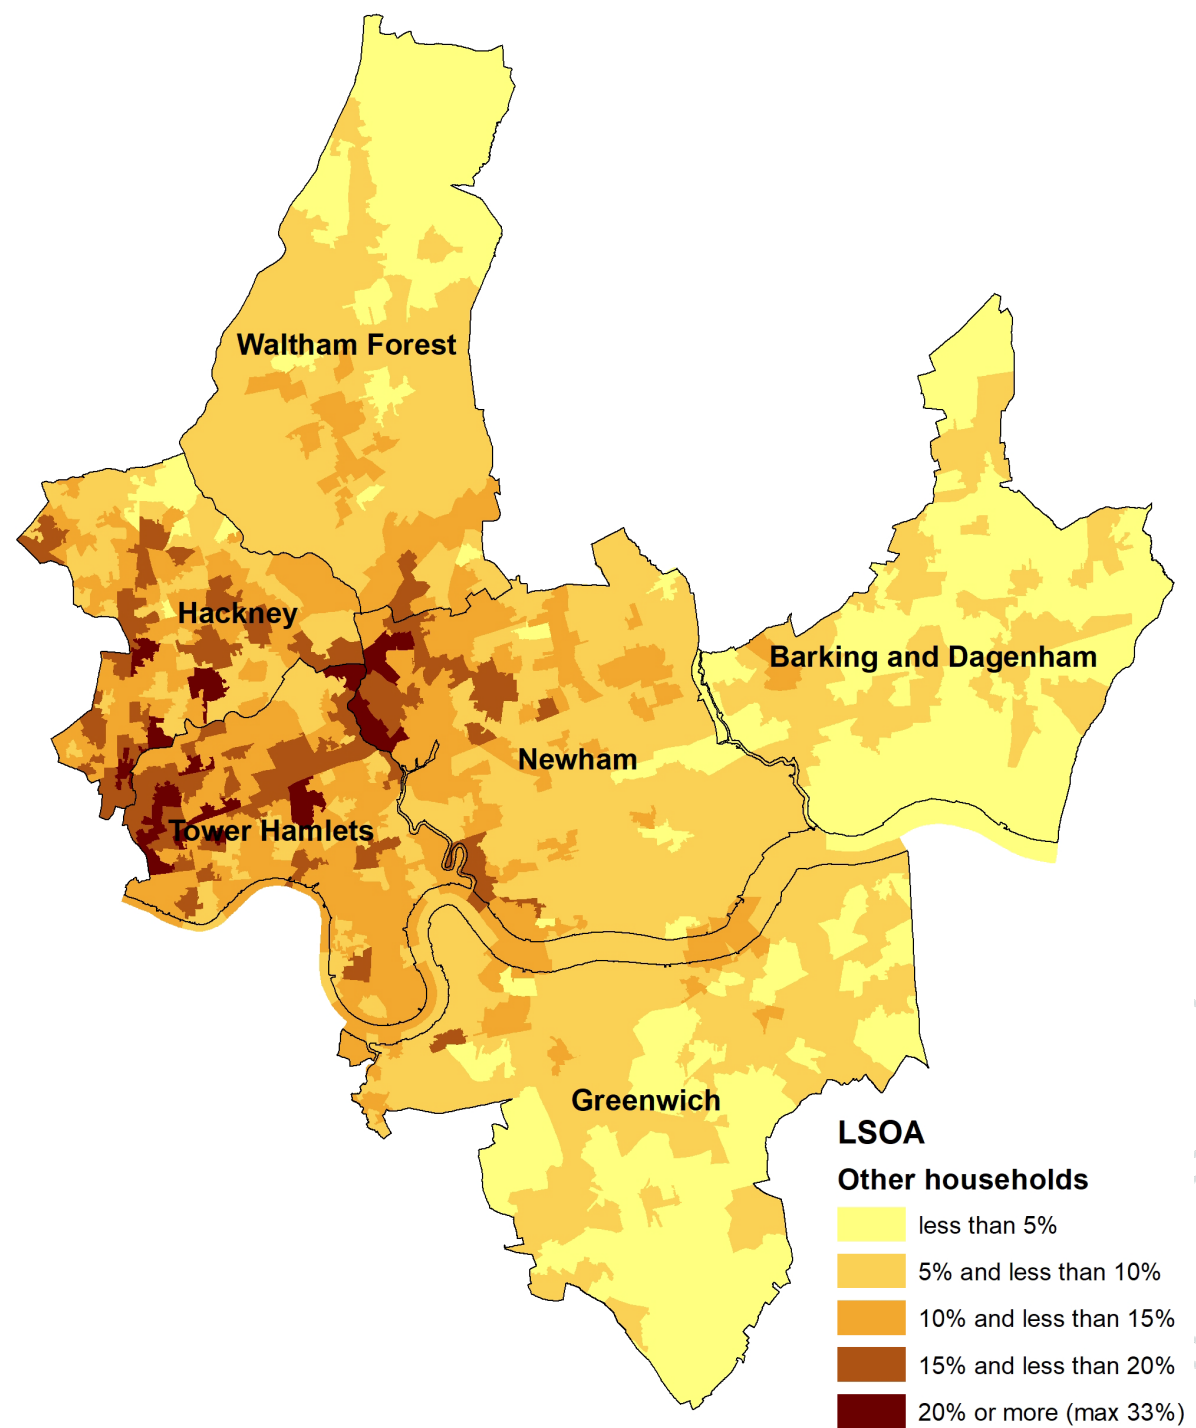 Waltham Forest
Hackney
Barking and Dagenham
Newham
Tower Hamlets
Greenwich
LSOA
Other households
less than 5%
5% and less than 10%
10% and less than 15%
15% and less than 20%
20% or more (max 33%)